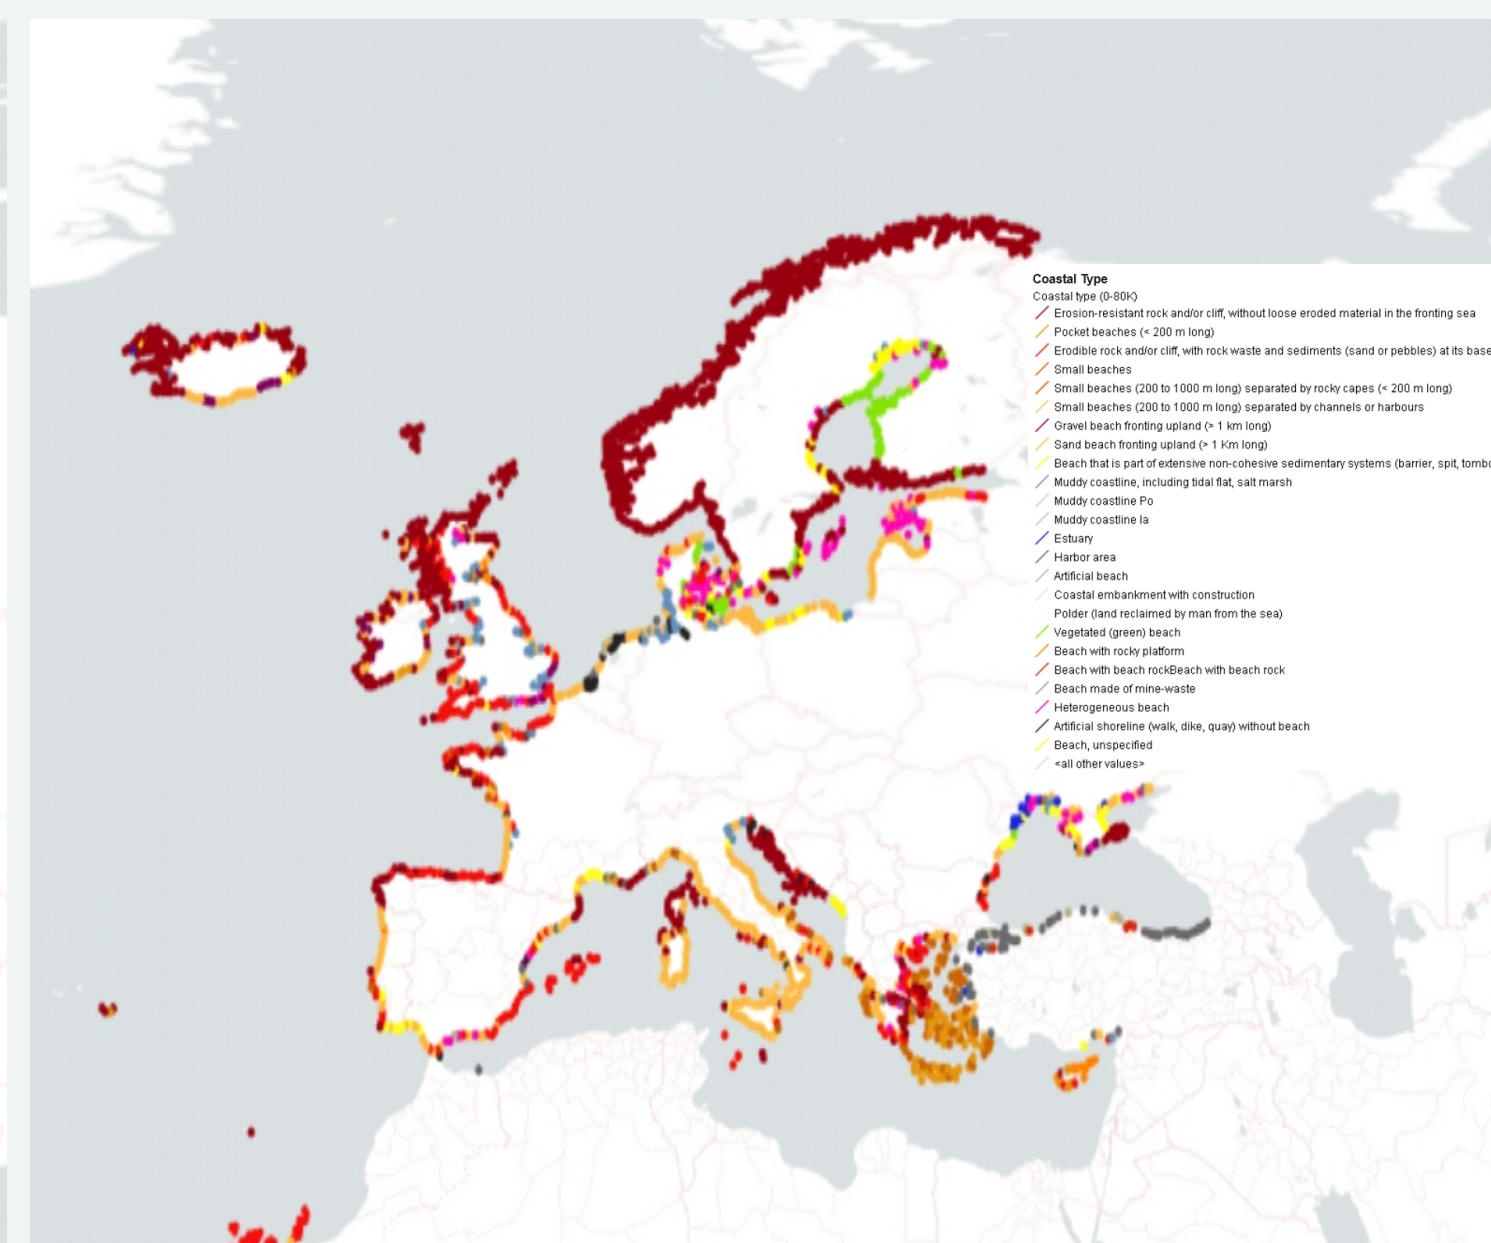 Coastal Type
Coastal type (0-80K)
Erosion-resistant rock and/or cliff, without loose eroded material in the fronting sea
Pocket beaches (< 200 m long)
Erodible rock and/or cliff, with rock waste and sediments (sand or pebbles) at its base
Small beaches
Small beaches (200 to 1000 m long) separated by rocky capes (< 200 m long)
Small beaches (200 to 1000 m long) separated by channels or harbours
Gravel beach fronting upland (> 1 km long)
Sand beach fronting upland (> 1 Km long)
Beach that is part of extensive non-cohesive sedimentary systems (barrier, spit, tombo
Muddy coastline, including tidal flat, salt marsh
Muddy coastline Po
Muddy coastline la
Estuary
Harbor area
Artificial beach
Coastal embankment with construction
Polder (land reclaimed by man from the sea)
Vegetated (green) beach
Beach with rocky platform
Beach with beach rockBeach with beach rock
Beach made of mine-waste
Heterogeneous beach
Artificial shoreline (walk, dike, quay) without beach
Beach, unspecified
<all other values>